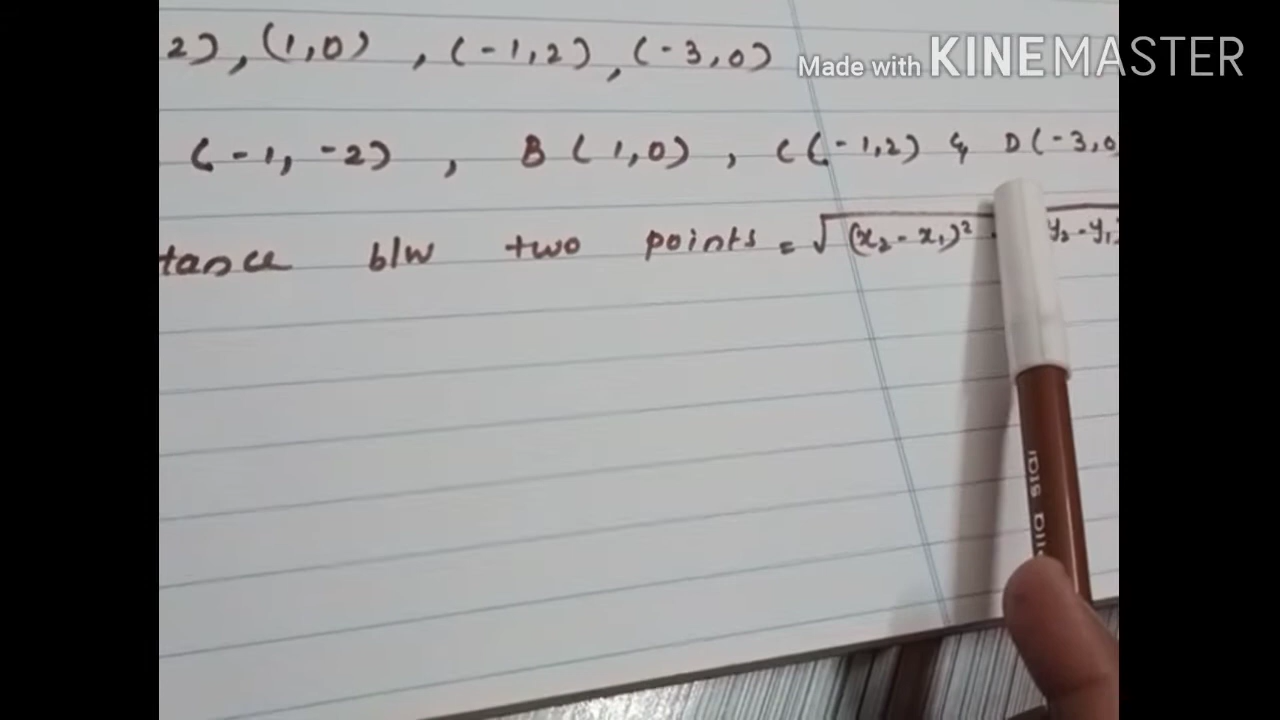 2), (1,0) , (-1,2), (-3,0)
Made with KINEMASTER
(-1, -2) , B (1,0) , C (-1,2) & D (-3,0
tance b/w two points = √(x₂ - x₁)² y₂ - y₁